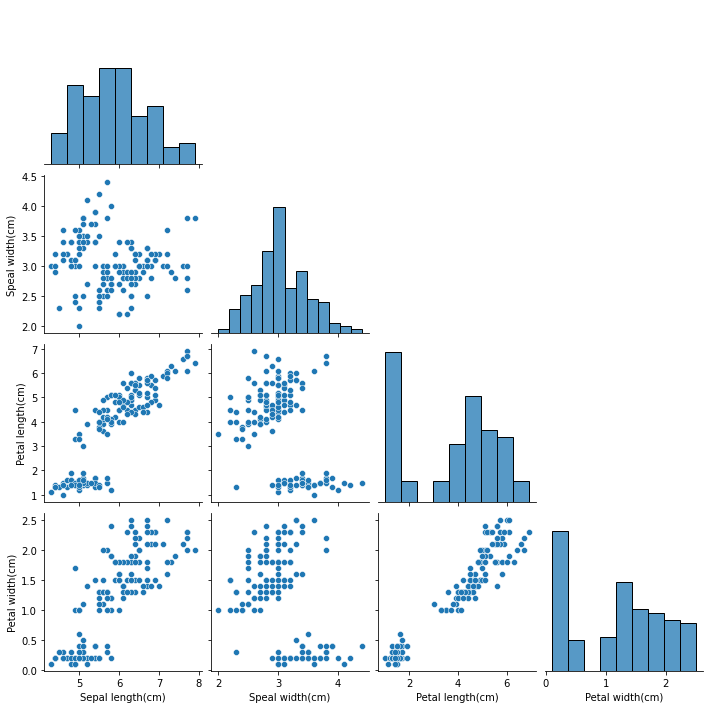 4.5
4.0
3.5
3.0
2.5
2.0
Speal width(cm)
7
6
5
4
3
2
1
Petal length(cm)
2.5
2.0
1.5
1.0
0.5
0.0
Petal width(cm)
5 6 7 8
Sepal length(cm)
2 3 4
Speal width(cm)
2 4 6
Petal length(cm)
0 1 2
Petal width(cm)